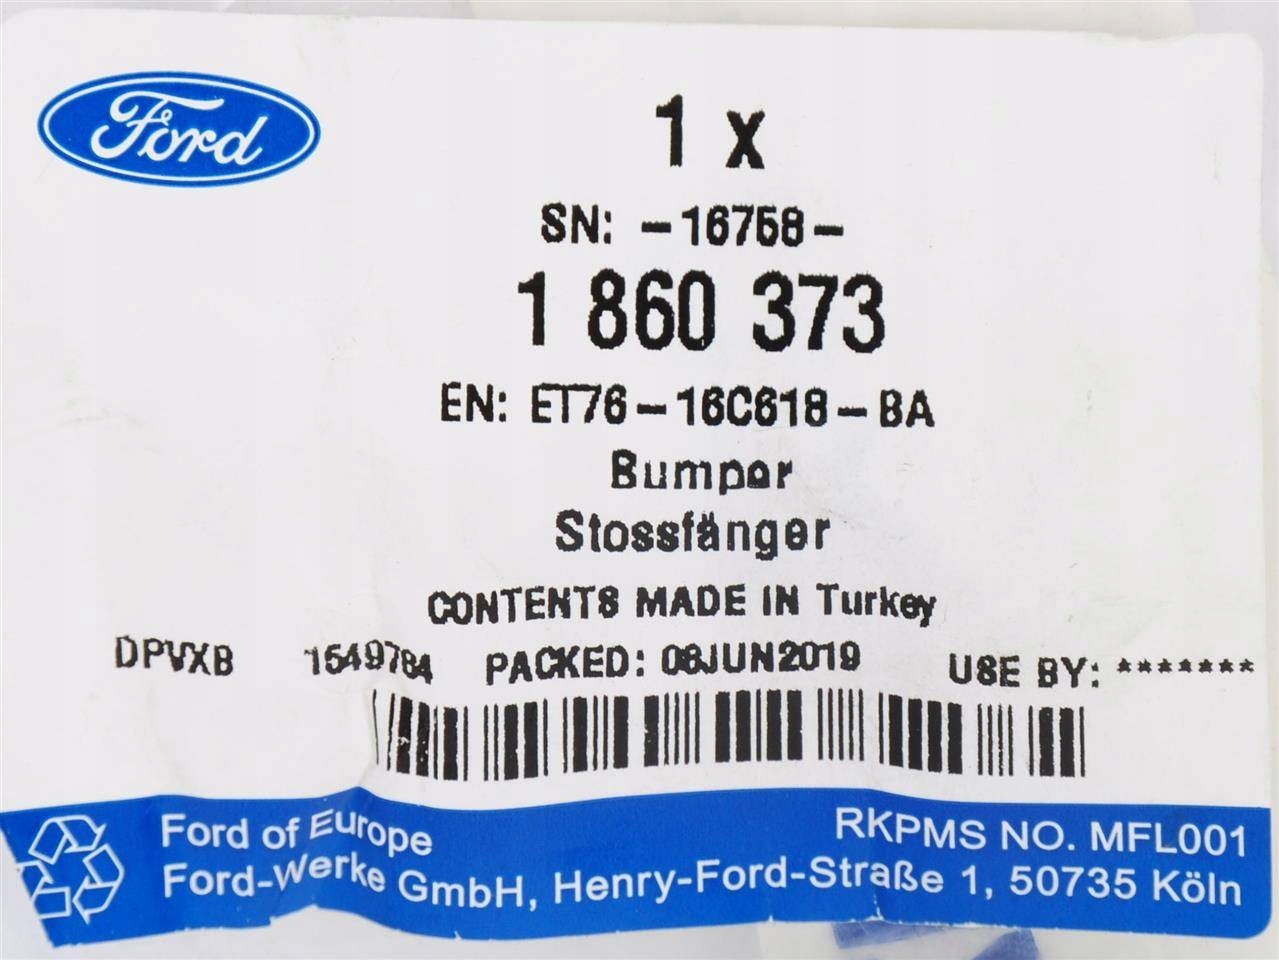 Ford
1 x
SN: -16758-
1 860 373
EN: ET76-16C618-BA
Bumper
Stossfänger
CONTENTS MADE IN Turkey
DPVXB 1549784 PACKED: 06JUN2019 USE BY: *******
Ford of Europe RKPMS NO. MFL001
Ford-Werke GmbH, Henry-Ford-Straße 1, 50735 Köln